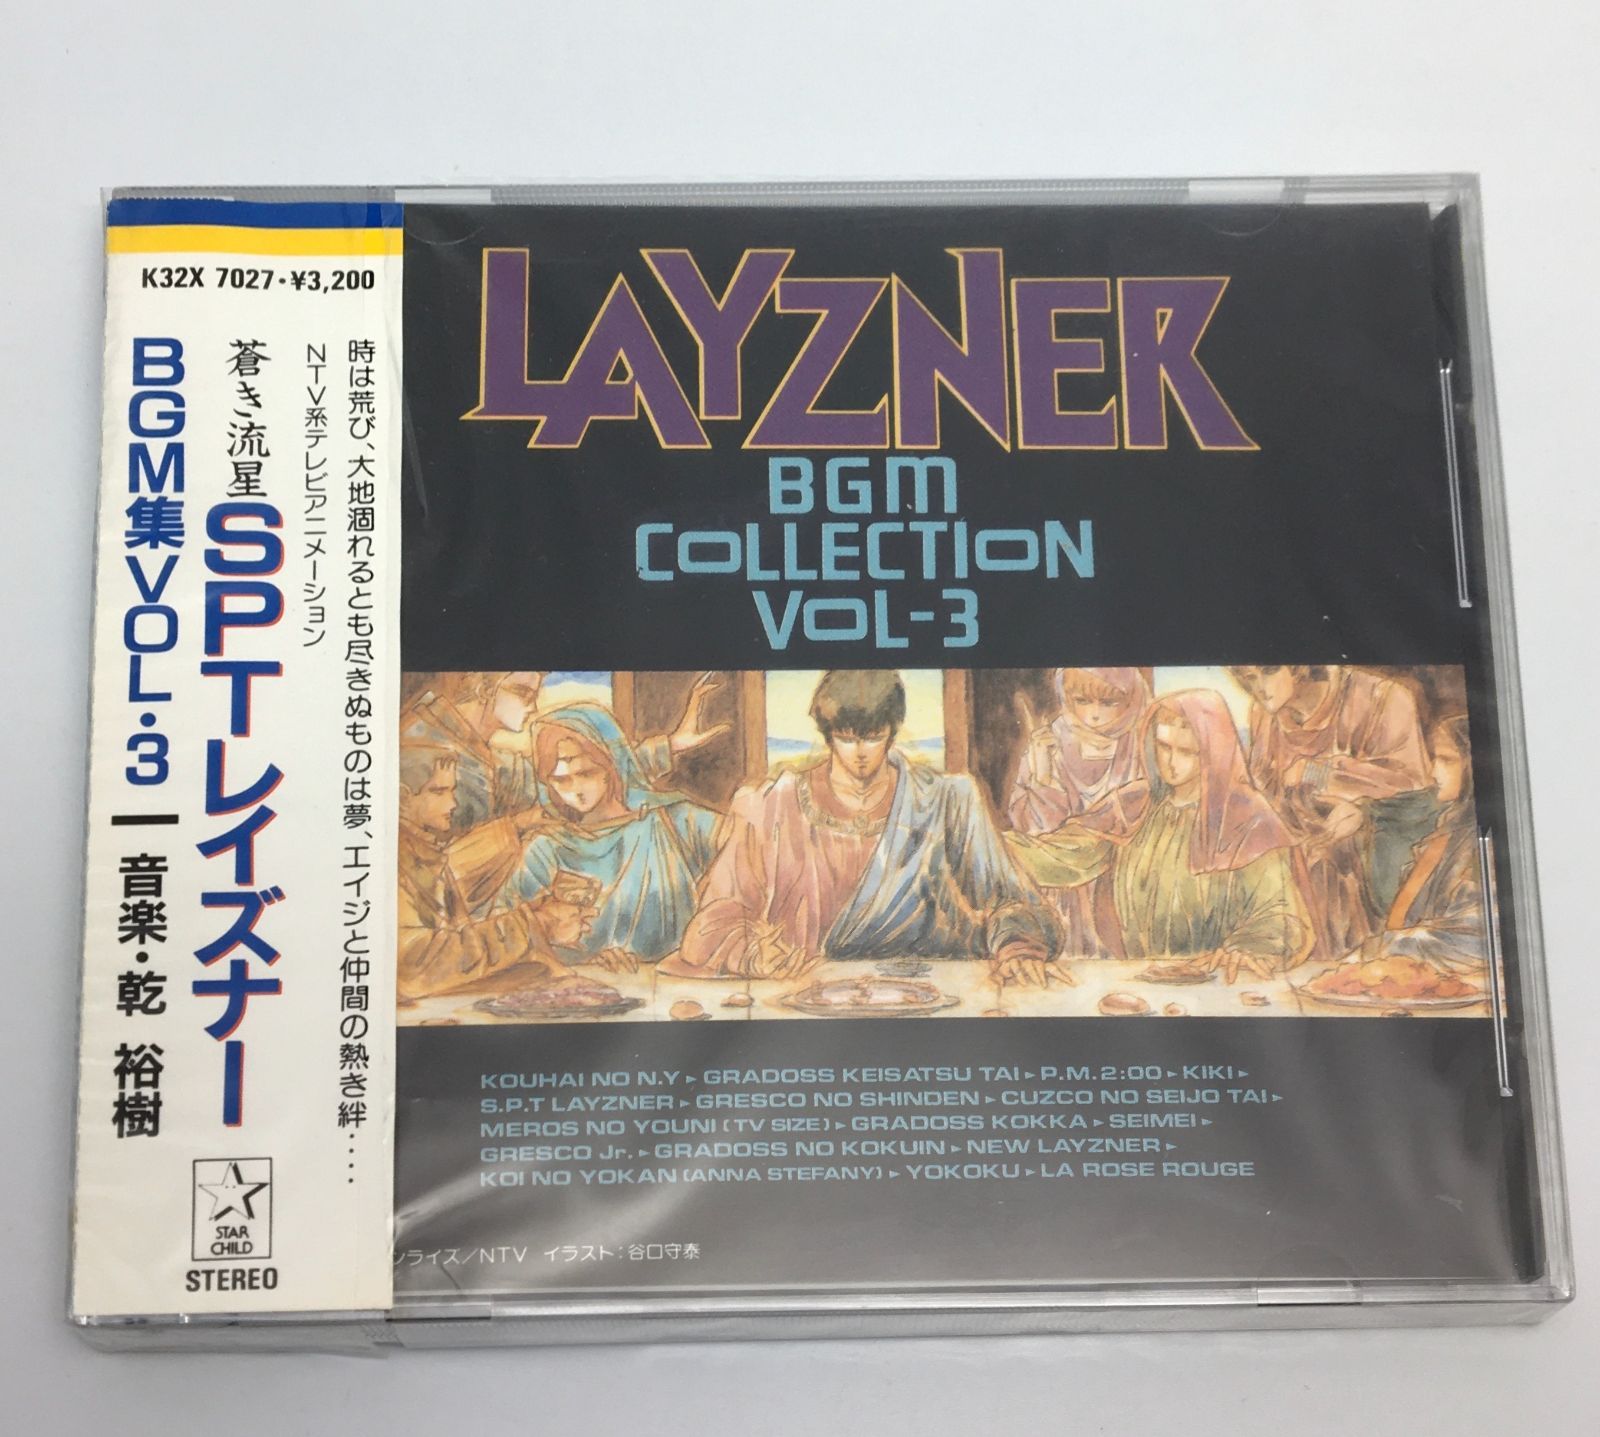 K32X 7027・¥3,200
時は荒び、大地涸れるとも尽きぬものは夢、エイジと仲間の熱き絆・・・・
NTV系テレビアニメーション
蒼き流星SPTレイズナー
BGM集VOL・3ー音楽・乾 裕樹
STAR
CHILD
STEREO
LAYZNER
BGM
COLLECTION
VOL-3
KOUHAI NO N.Y▸GRADOSS KEISATSU TAI▸P.M.2:00▸KIKI▸
S.P.T LAYZNER▸GRESCO NO SHINDEN▸CUZCO NO SEIJO TAI▸
MEROS NO YOUNI (TV SIZE)▸GRADOSS KOKKA▸SEIMEI▸
GRESCO Jr.▸GRADOSS NO KOKUIN▸NEW LAYZNER▸
KOI NO YOKAN (ANNA STEFANY)▸YOKOKU▸LA ROSE ROUGE
ンライズ/NTV イラスト:谷口守泰